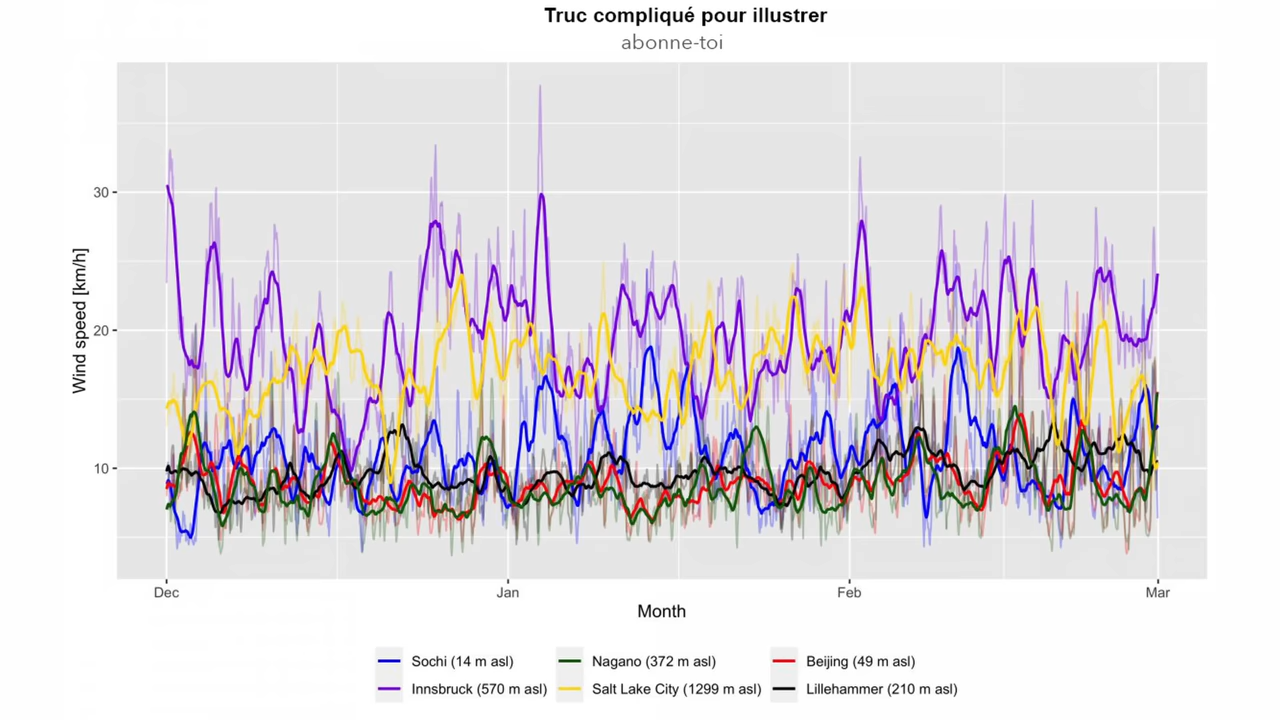 Truc compliqué pour illustrer
abonne-toi
Wind speed [km/h]
30
20
10
Dec Jan Feb Mar
Month
Sochi (14 m asl) Nagano (372 m asl) Beijing (49 m asl)
Innsbruck (570 m asl) Salt Lake City (1299 m asl) Lillehammer (210 m asl)